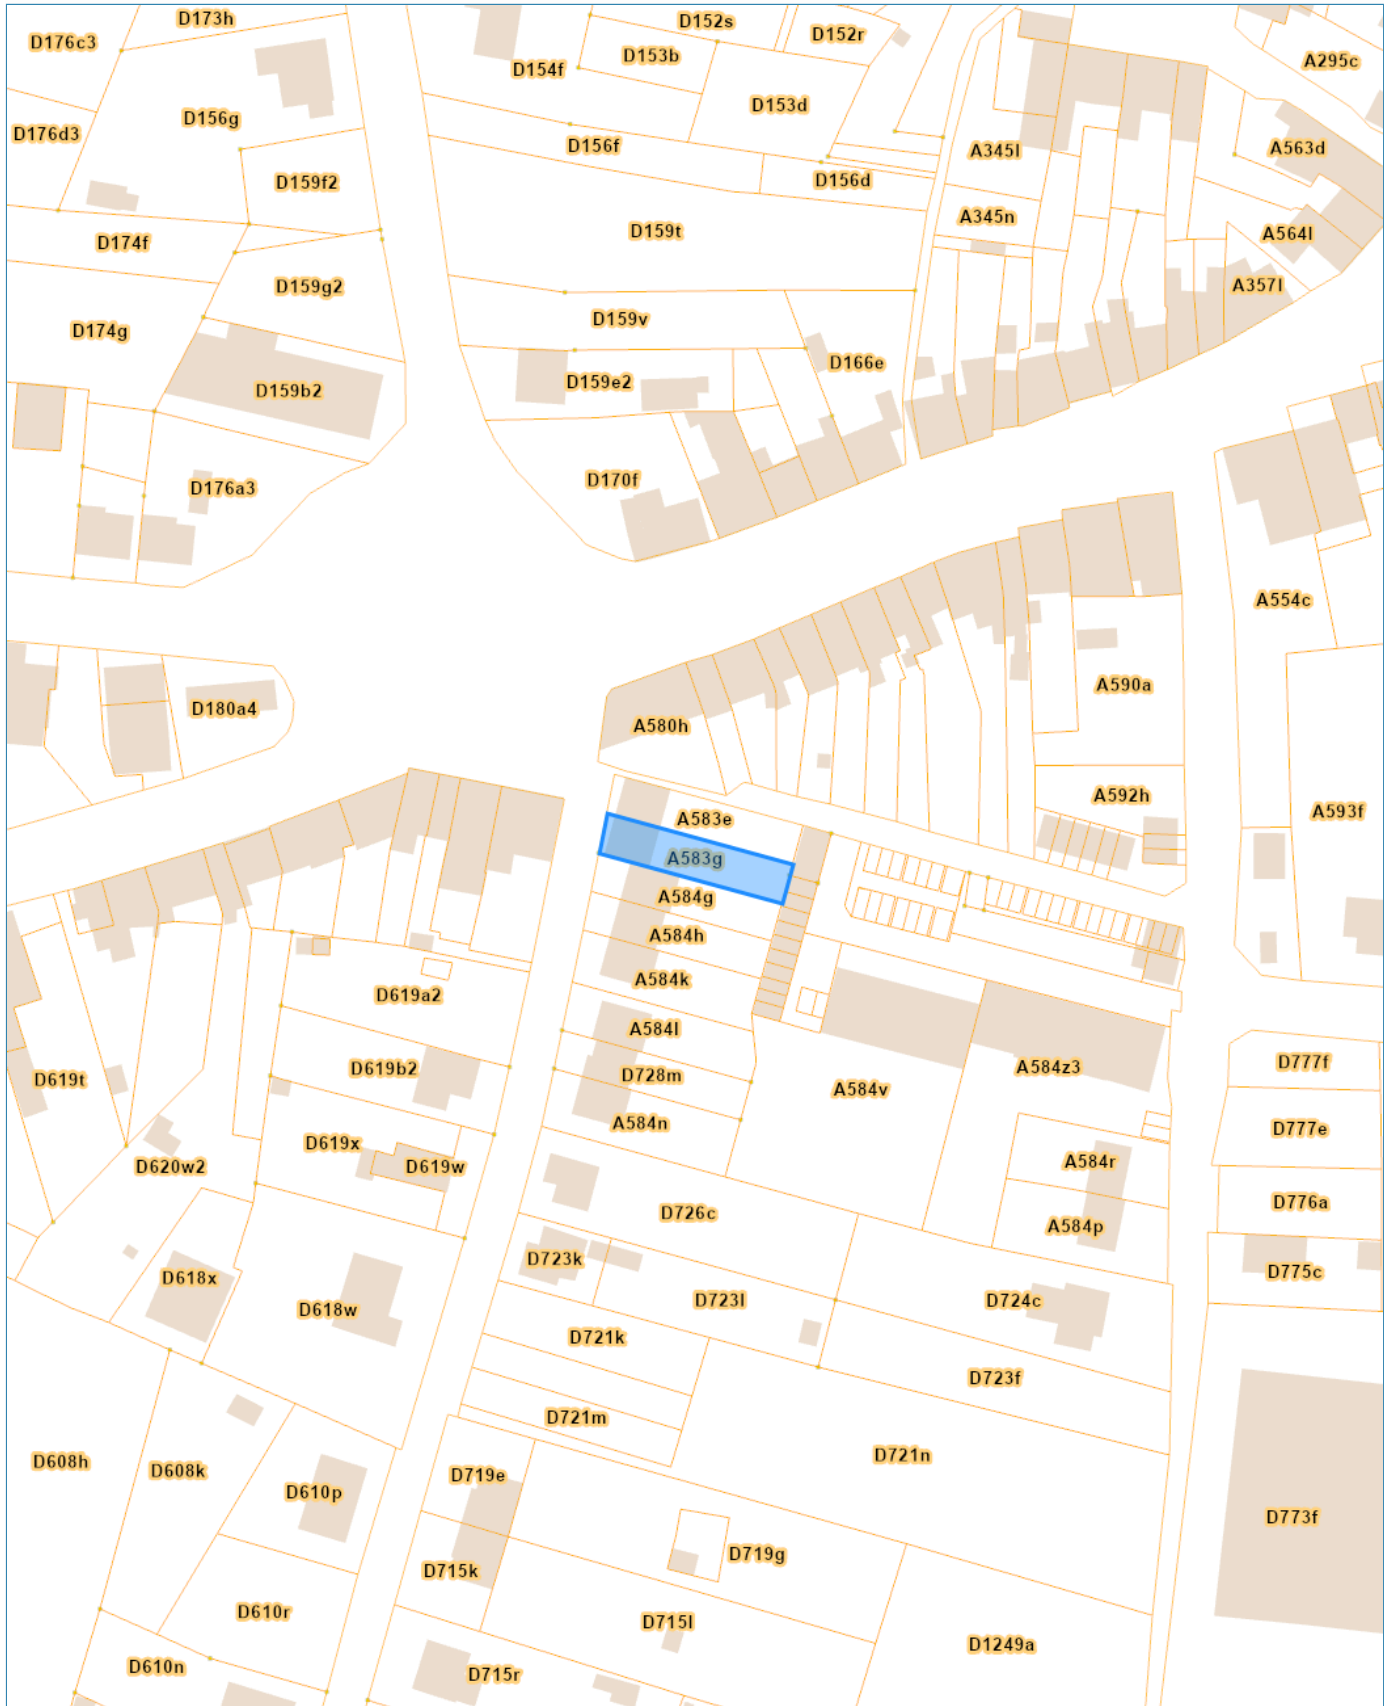 D173h
D152s
D152r
D176c3
D153b
A295c
D154f
D153d
D156g
D176d3
D156f
A345l
A563d
D156d
D159f2
A345n
D159t
A564l
D174f
D159g2
A357l
D159v
D174g
D166e
D159e2
D159b2
D170f
D176a3
A554c
A590a
D180a4
A580h
A592h
A593f
A583e
A583g
A584g
A584h
A584k
D619a2
A584l
D777f
D619b2
A584z3
D728m
D619t
A584v
A584n
D777e
D619x
A584r
D619w
D620w2
D776a
D726c
A584p
D723k
D775c
D618x
D724c
D723l
D618w
D721k
D723f
D721m
D721n
D608h
D608k
D719e
D610p
D773f
D719g
D715k
D610r
D715l
D1249a
D610n
D715r